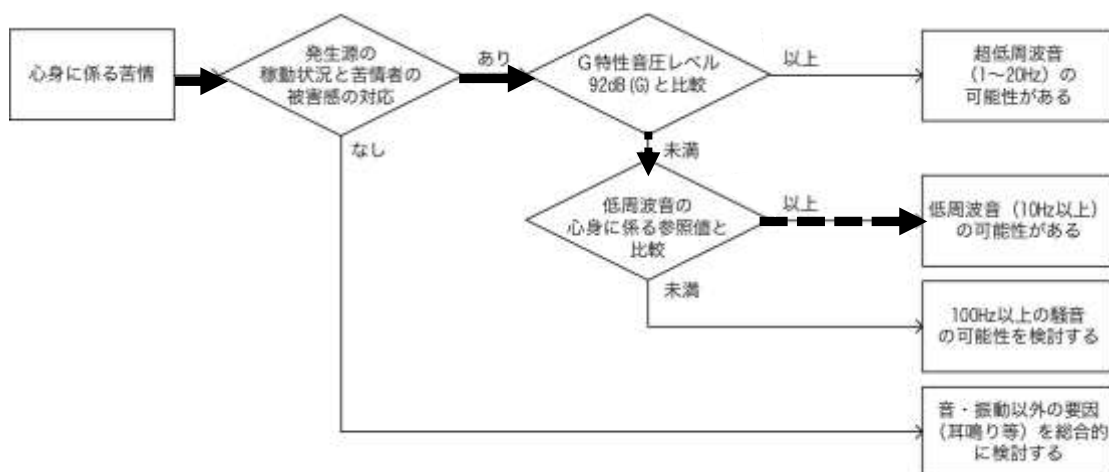 心身に係る苦情
発生源の
稼動状況と苦情者の
被害感の対応
あり
なし
G特性音圧レベル
92dB(G)と比較
以上
未満
超低周波音
(1~20Hz)の
可能性がある
低周波音の
心身に係る参照値と
比較
以上
未満
低周波音(10Hz以上)
の可能性がある
100Hz以上の騒音
の可能性を検討する
音・振動以外の要因
(耳鳴り等)を総合的
に検討する